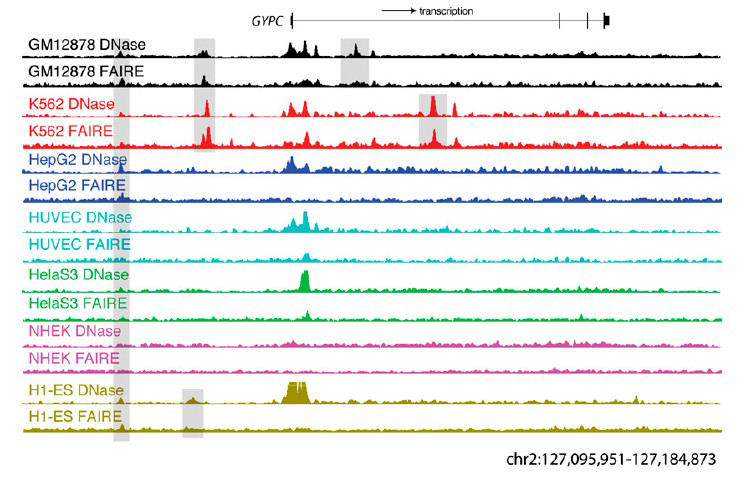 GYPC transcription
GM12878 DNase
GM12878 FAIRE
K562 DNase
K562 FAIRE
HepG2 DNase
HepG2 FAIRE
HUVEC DNase
HUVEC FAIRE
HelaS3 DNase
HelaS3 FAIRE
NHEK DNase
NHEK FAIRE
H1-ES DNase
H1-ES FAIRE
chr2:127,095,951-127,184,873